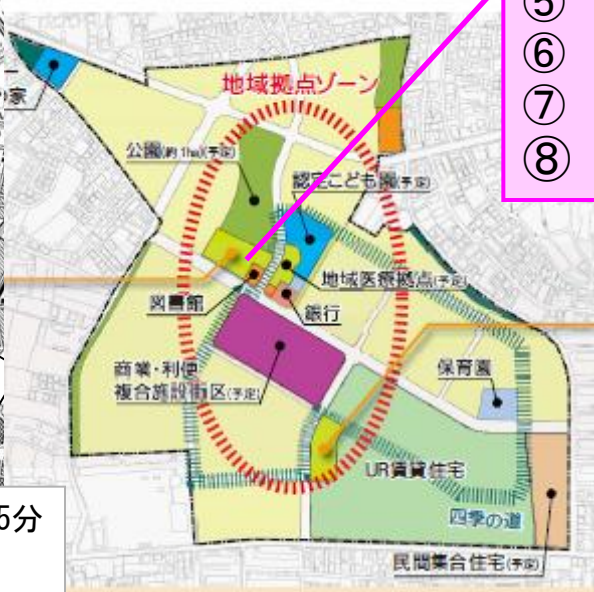 ⑤
⑥
⑦
⑧
家
地域拠点ゾーン
公園(約1ha)(予定)
認定こども園(予定)
地域医療拠点(予定)
図書館
銀行
商業・利便
複合施設街区(予定)
保育園
UR賃貸住宅
四季の道
民間集合住宅(予定)
5分